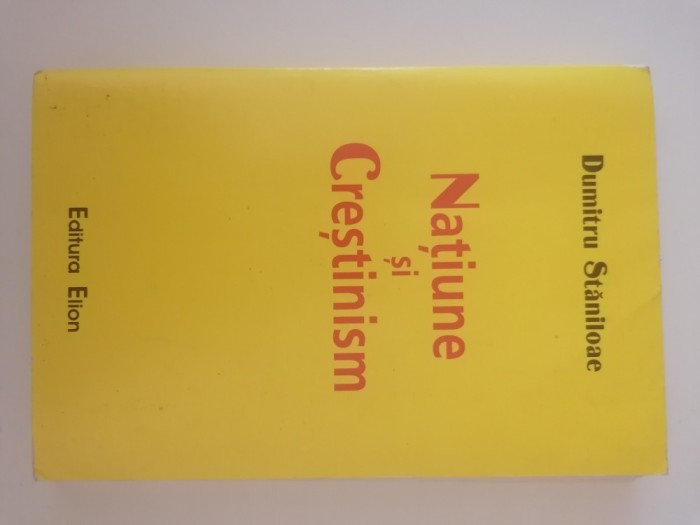 Dumitru Stăniloae
Națiune
și
Creștinism
Editura Elion